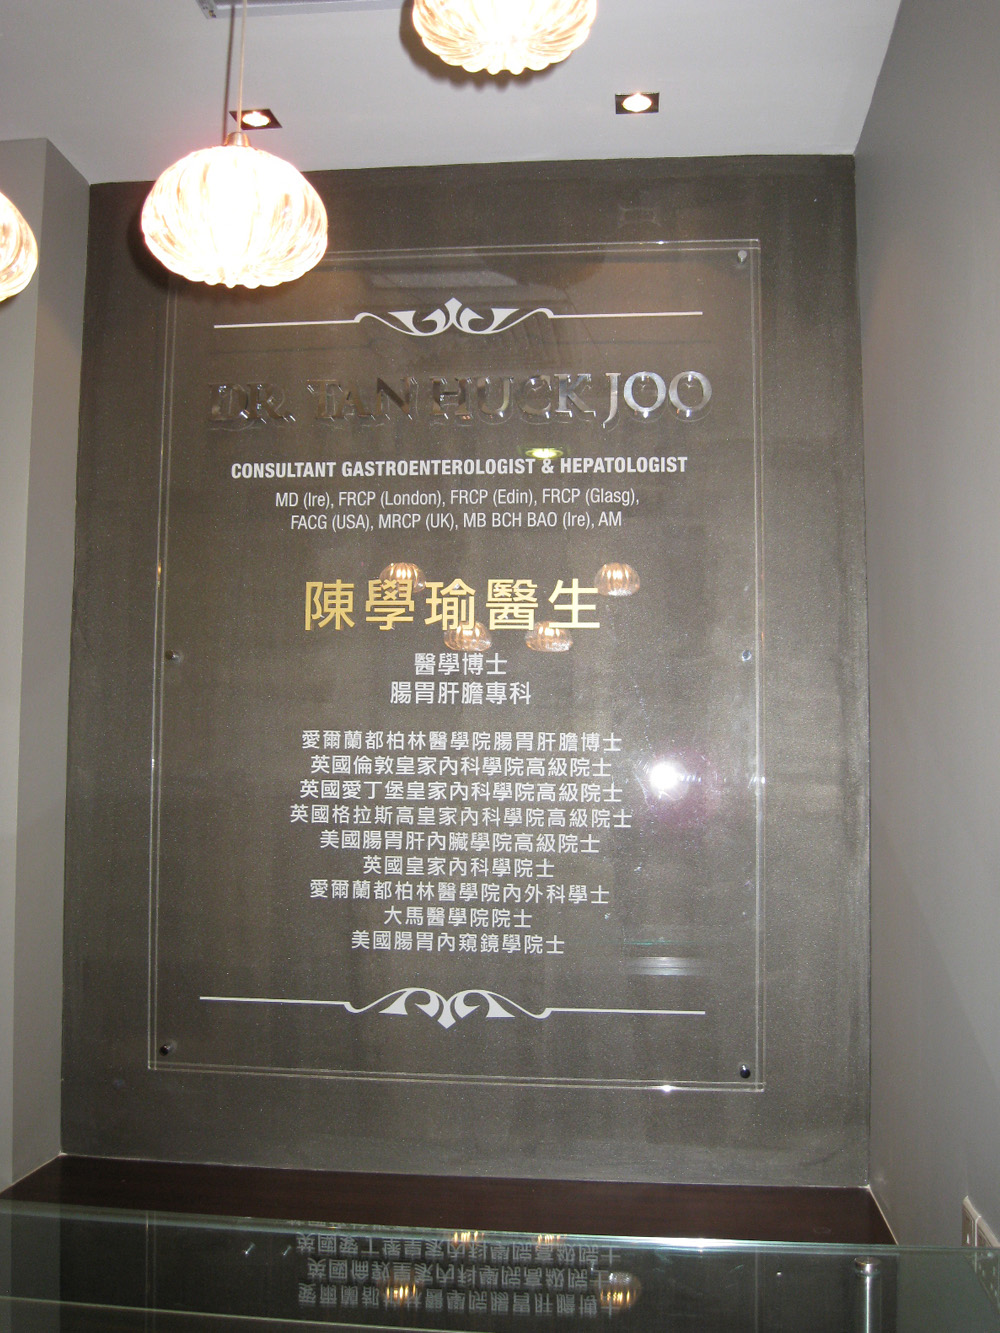 DR. TAN HUCK JOO
CONSULTANT GASTROENTEROLOGIST & HEPATOLOGIST
MD (Ire), FRCP (London), FRCP (Edin), FRCP (Glasg),
FACG (USA), MRCP (UK), MB BCH BAO (Ire), AM
陳學瑜醫生
醫學博士
腸胃肝膽專科
愛爾蘭都柏林醫學院腸胃肝膽博士
英國倫敦皇家內科學院高級院士
英國愛丁堡皇家內科學院高級院士
英國格拉斯高皇家內科學院高級院士
美國腸胃肝內臟學院高級院士
英國皇家內科學院士
愛爾蘭都柏林醫學院內外科學士
大馬醫學院院士
美國腸胃內窺鏡學院士